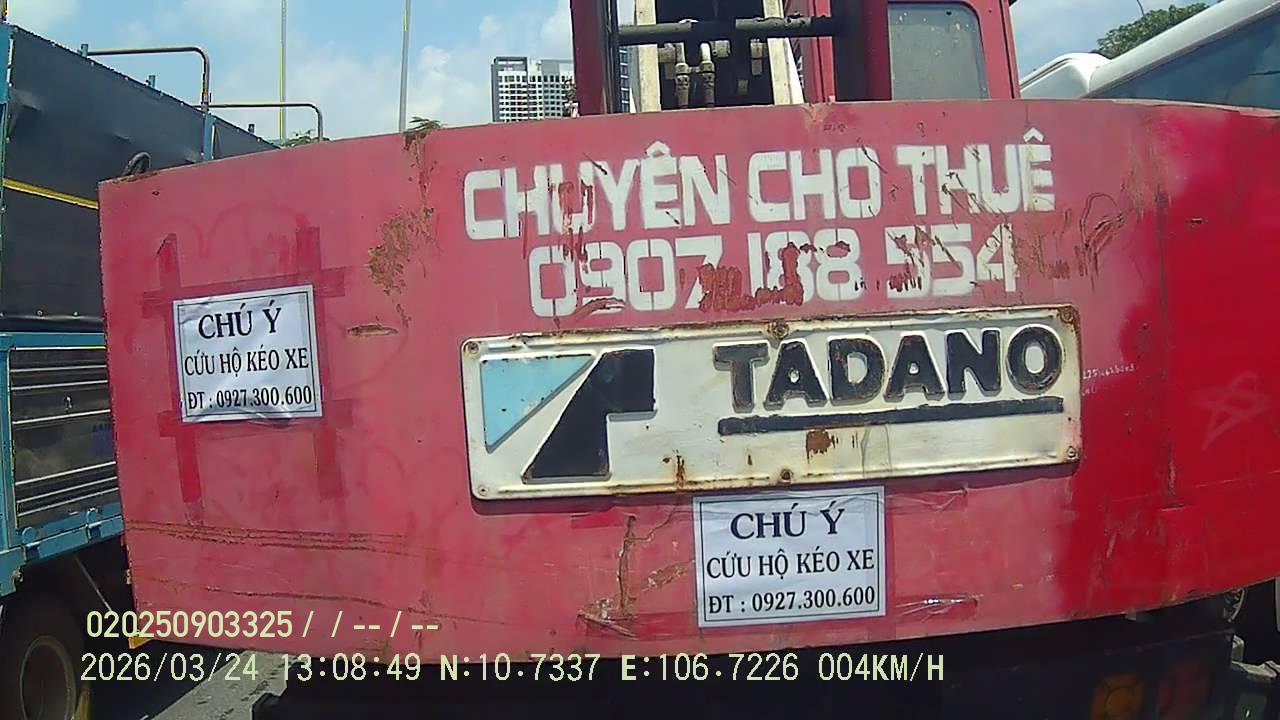 CHUYÊN CHO THUÊ
0907 188 554
TADANO
CHÚ Ý
CỨU HỘ KÉO XE
ĐT : 0927.300.600
CHÚ Ý
CỨU HỘ KÉO XE
ĐT : 0927.300.600
020250903325 / / -- / --
2026/03/24 13:08:49 N:10.7337 E:106.7226 004KM/H